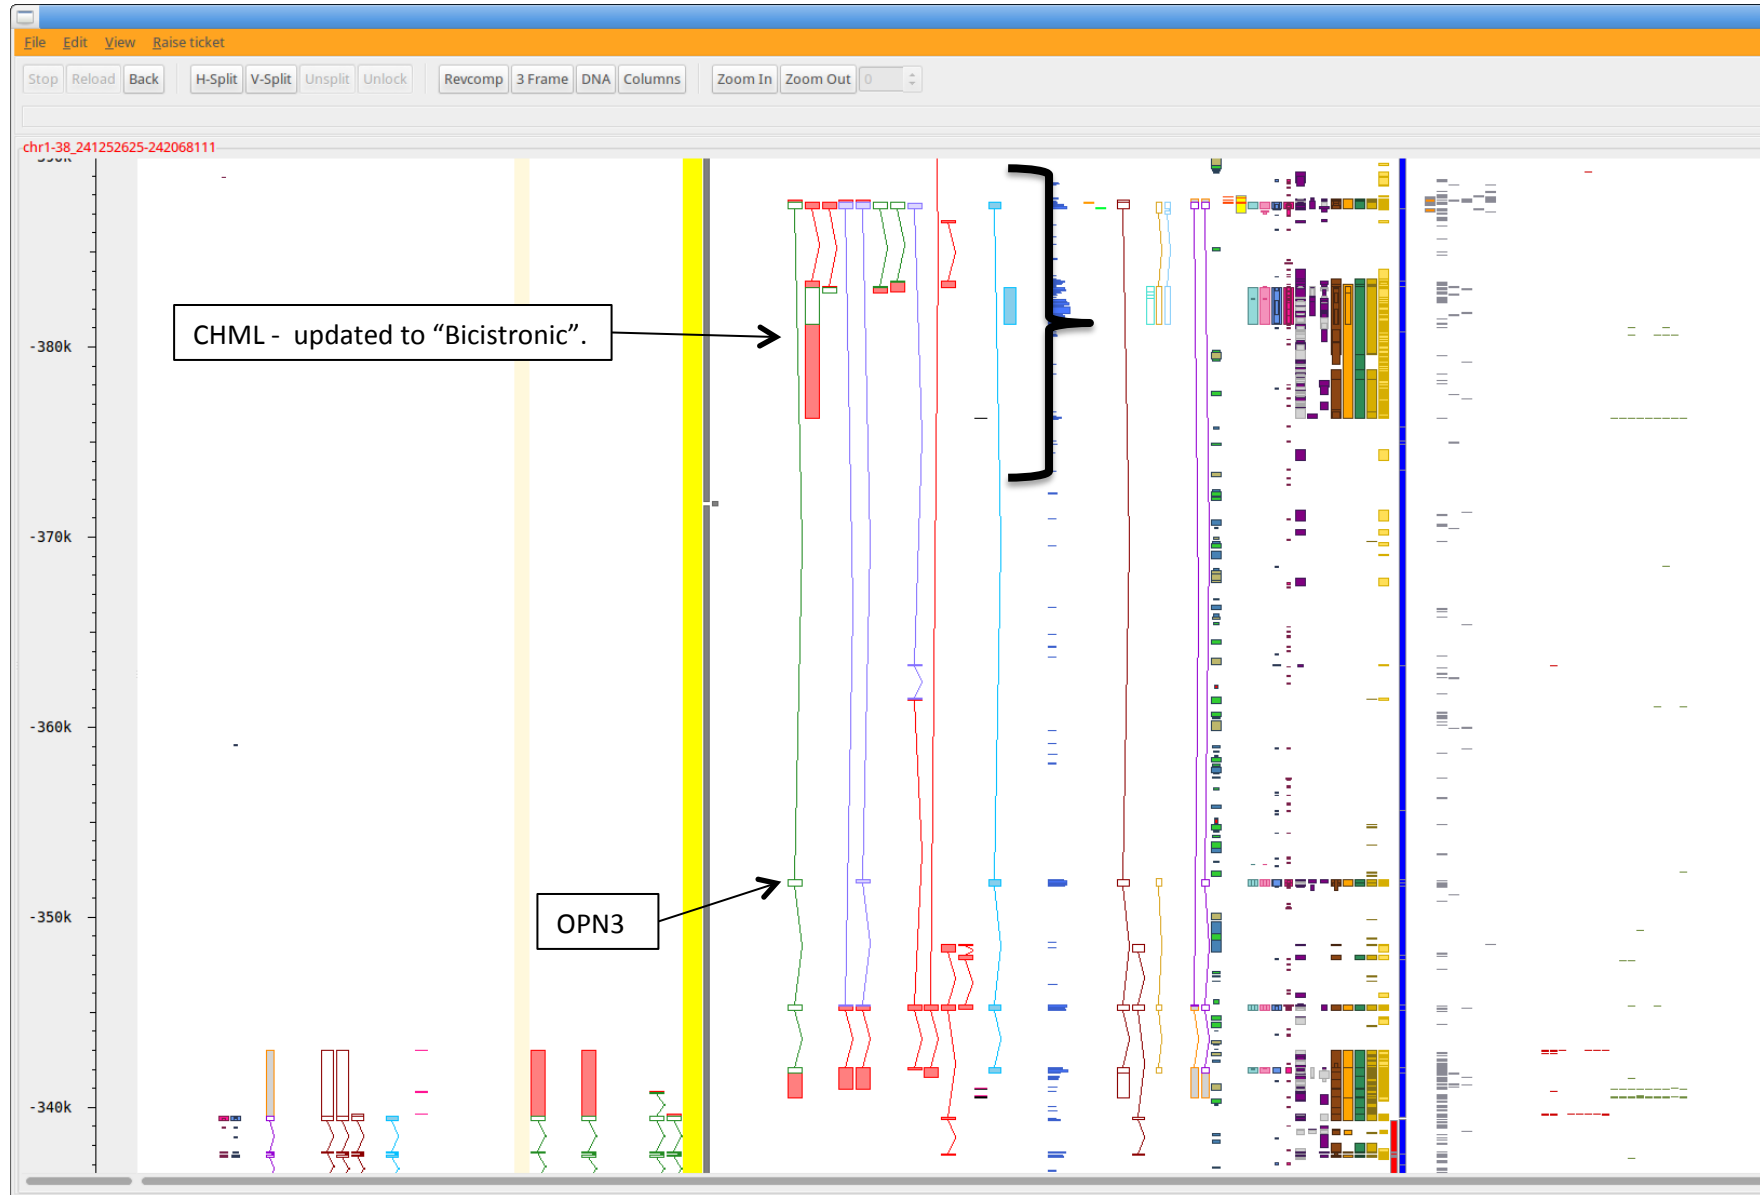 File Edit View Raise ticket
Stop Reload Back H-Split V-Split Unsplit Unlock Revcomp 3 Frame DNA Columns Zoom In Zoom Out 0
chr1-38_241252625-242068111
-390k
CHML - updated to “Bicistronic”.
-380k
-370k
-360k
-350k
OPN3
-340k